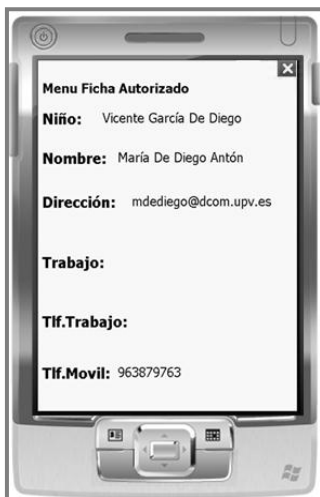 Menu Ficha Autorizado
Niño: Vicente García De Diego
Nombre: María De Diego Antón
Dirección: mdediego@dcom.upv.es
Trabajo:
Tlf.Trabajo:
Tlf.Movil: 963879763